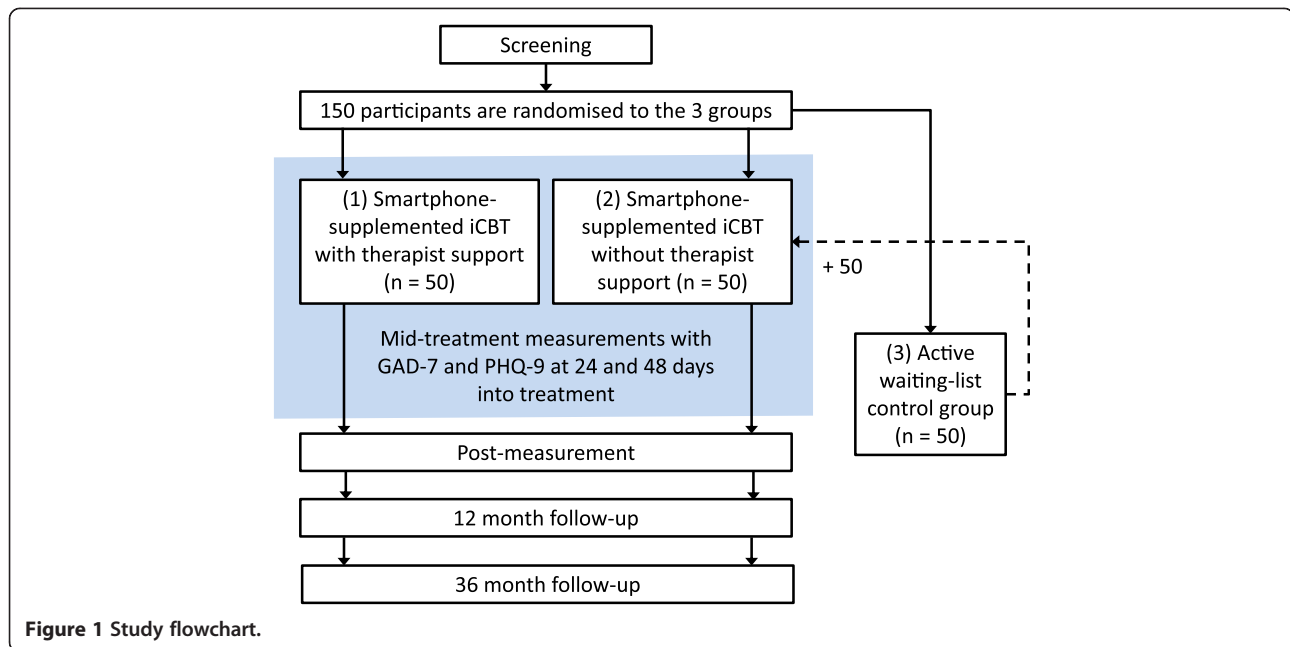 Screening
150 participants are randomised to the 3 groups
(1) Smartphone-
supplemented iCBT
with therapist support
(n = 50)
(2) Smartphone-
supplemented iCBT
without therapist
support (n = 50)
+ 50
Mid-treatment measurements with
GAD-7 and PHQ-9 at 24 and 48 days
into treatment
(3) Active
waiting-list
control group
(n = 50)
Post-measurement
12 month follow-up
36 month follow-up
Figure 1 Study flowchart.